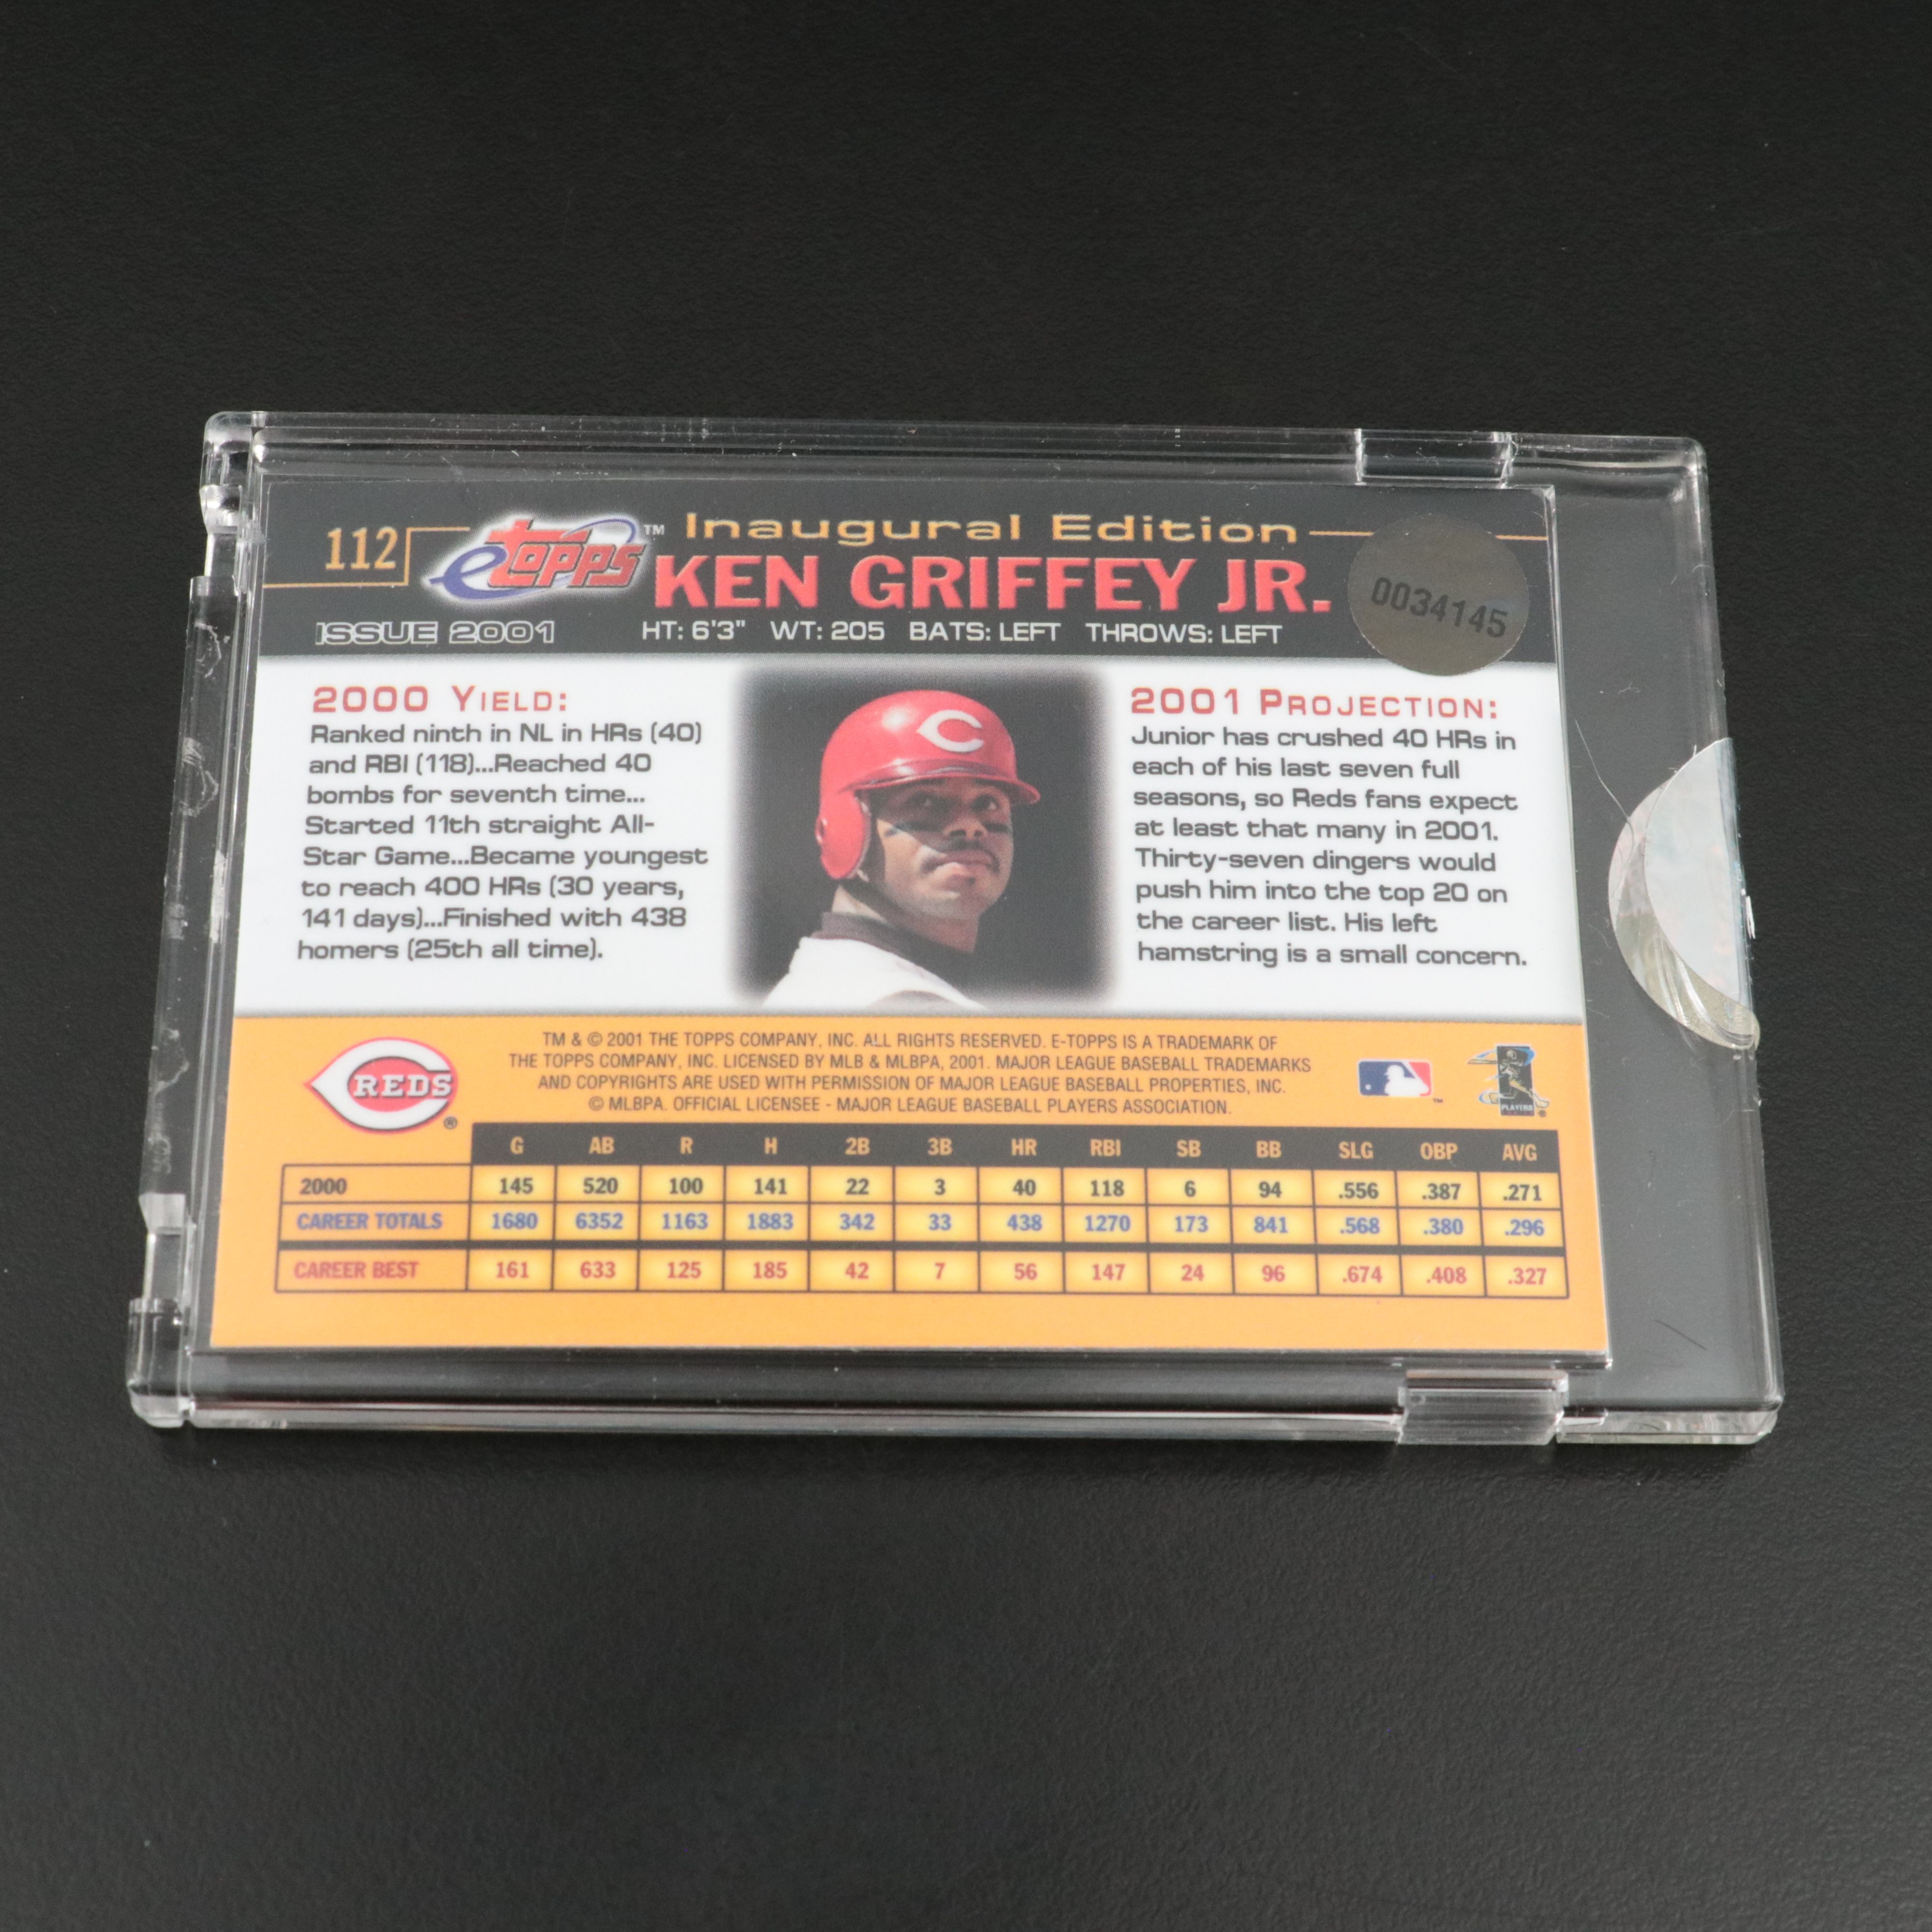 112
eTopps™
Inaugural Edition
KEN GRIFFEY JR.
0034145
ISSUE 2001
HT: 6'3" WT: 205 BATS: LEFT THROWS: LEFT
2000 YIELD:
Ranked ninth in NL in HRs (40)
and RBI (118)...Reached 40
bombs for seventh time...
Started 11th straight All-
Star Game...Became youngest
to reach 400 HRs (30 years,
141 days)...Finished with 438
homers (25th all time).
C
2001 PROJECTION:
Junior has crushed 40 HRs in
each of his last seven full
seasons, so Reds fans expect
at least that many in 2001.
Thirty-seven dingers would
push him into the top 20 on
the career list. His left
hamstring is a small concern.
REDS®
TM & © 2001 THE TOPPS COMPANY, INC. ALL RIGHTS RESERVED. E-TOPPS IS A TRADEMARK OF
THE TOPPS COMPANY, INC. LICENSED BY MLB & MLBPA, 2001. MAJOR LEAGUE BASEBALL TRADEMARKS
AND COPYRIGHTS ARE USED WITH PERMISSION OF MAJOR LEAGUE BASEBALL PROPERTIES, INC.
© MLBPA. OFFICIAL LICENSEE - MAJOR LEAGUE BASEBALL PLAYERS ASSOCIATION.
™
PLAYERS ®
G AB R H 2B 3B HR RBI SB BB SLG OBP AVG
2000 145 520 100 141 22 3 40 118 6 94 .556 .387 .271
CAREER TOTALS 1680 6352 1163 1883 342 33 438 1270 173 841 .568 .380 .296
CAREER BEST 161 633 125 185 42 7 56 147 24 96 .674 .408 .327